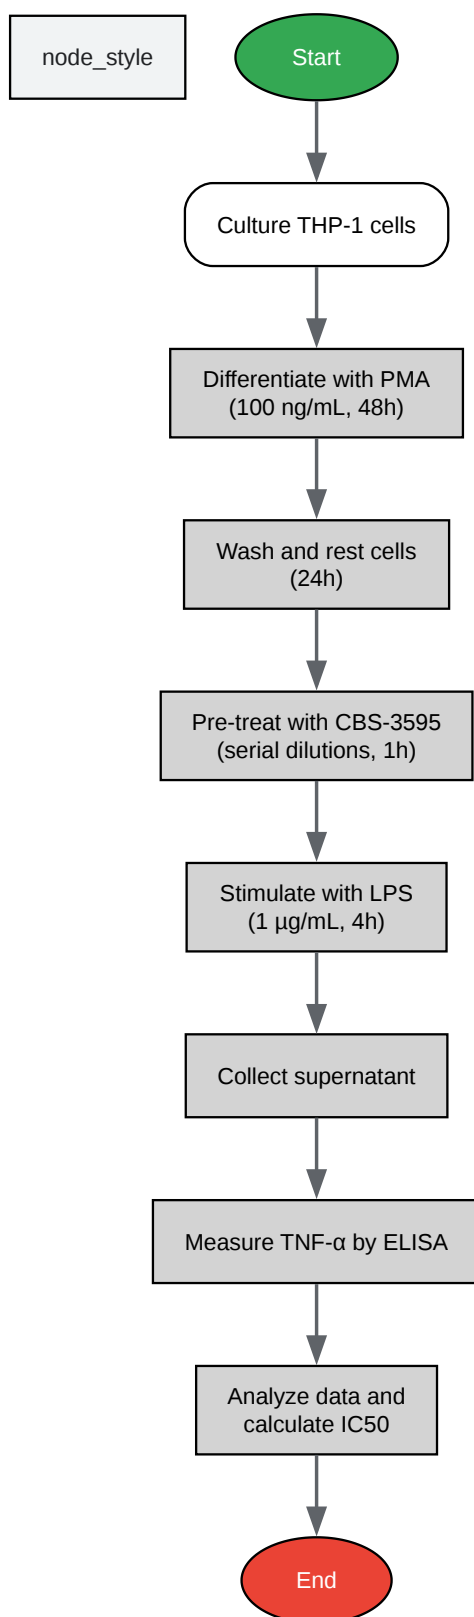 node_style
Start
Culture THP-1 cells
Differentiate with PMA
(100 ng/mL, 48h)
Wash and rest cells
(24h)
Pre-treat with CBS-3595
(serial dilutions, 1h)
Stimulate with LPS
(1 µg/mL, 4h)
Collect supernatant
Measure TNF-α by ELISA
Analyze data and
calculate IC50
End